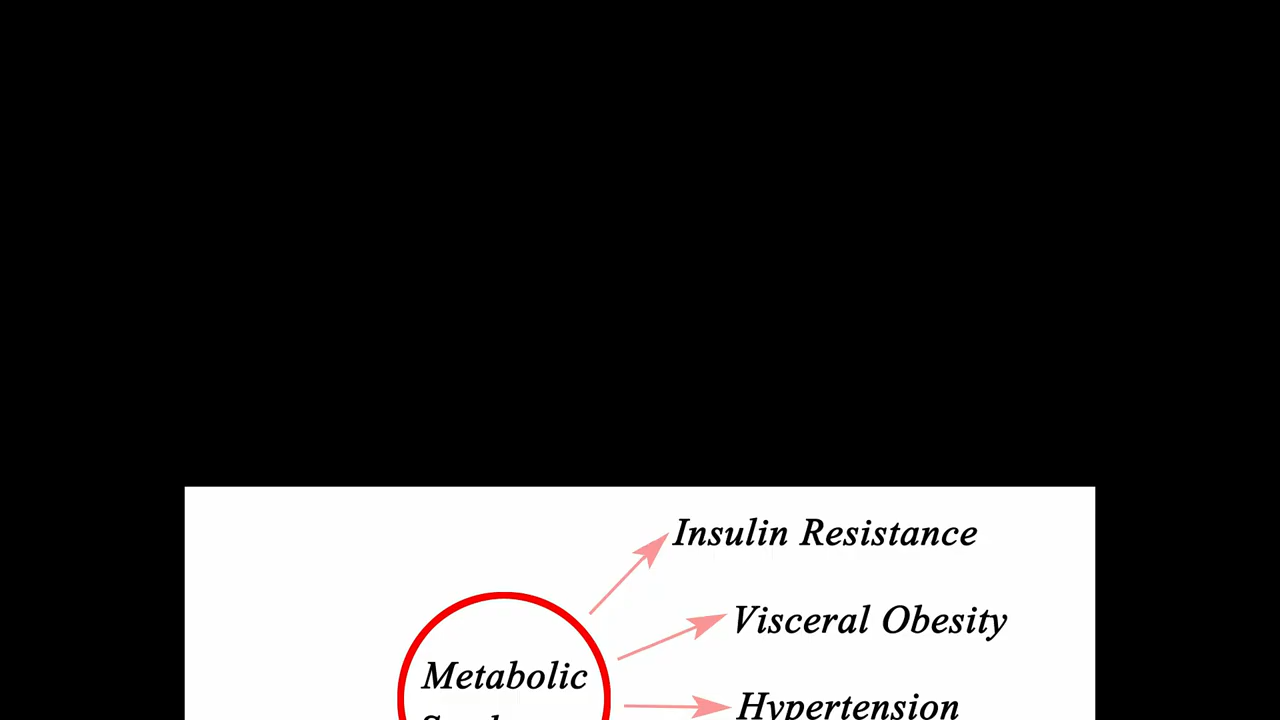 Insulin Resistance
Visceral Obesity
Metabolic
Hypertension